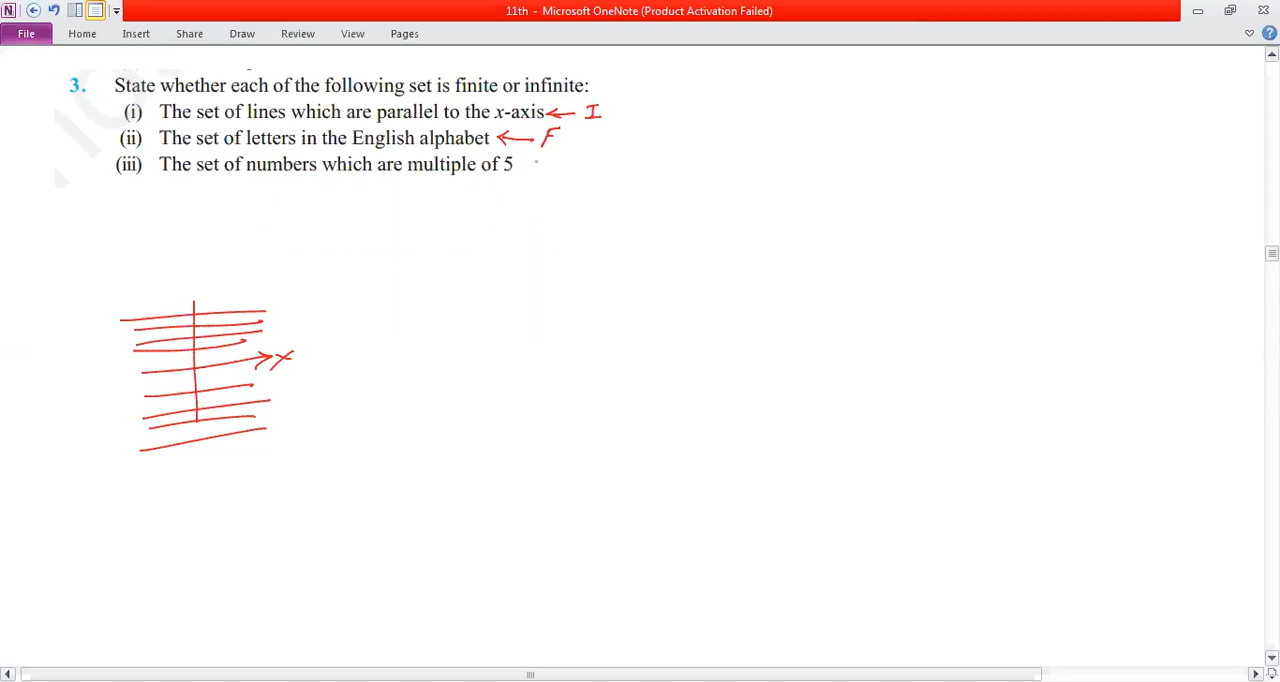 11th - Microsoft OneNote (Product Activation Failed)
File Home Insert Share Draw Review View Pages
3. State whether each of the following set is finite or infinite:
(i) The set of lines which are parallel to the x-axis ← I
(ii) The set of letters in the English alphabet ← F
(iii) The set of numbers which are multiple of 5
X